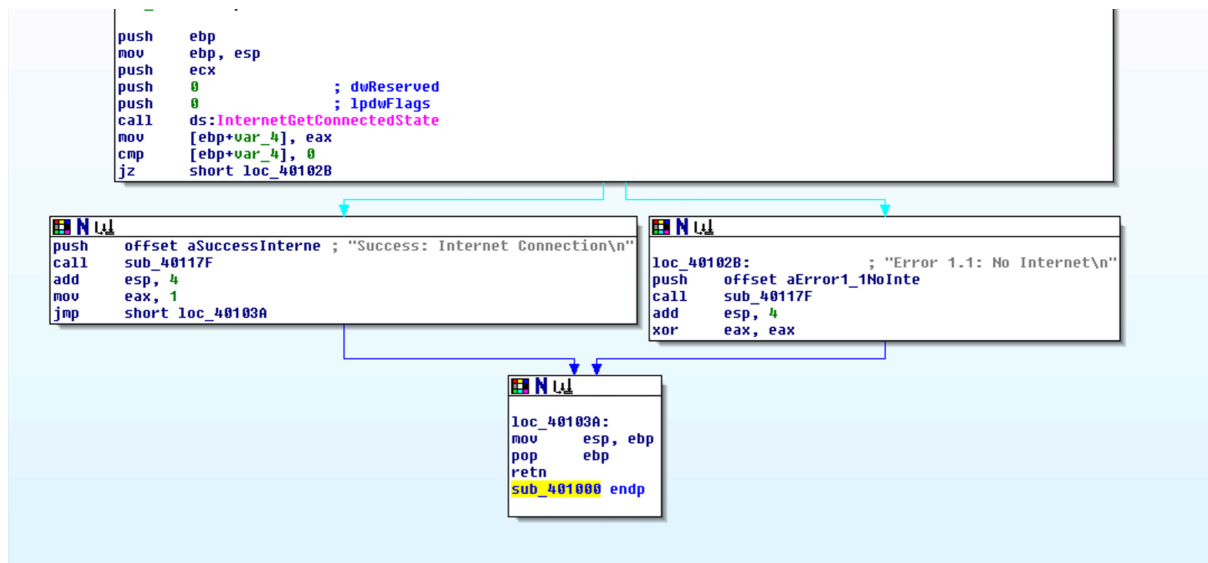 push ebp
mov ebp, esp
push ecx
push 0 ; dwReserved
push 0 ; lpdwFlags
call ds:InternetGetConnectedState
mov [ebp+var_4], eax
cmp [ebp+var_4], 0
jz short loc_40102B
push offset aSuccessInterne ; "Success: Internet Connection\n"
call sub_40117F
add esp, 4
mov eax, 1
jmp short loc_40103A
loc_40102B: ; "Error 1.1: No Internet\n"
push offset aError1_1NoInte
call sub_40117F
add esp, 4
xor eax, eax
loc_40103A:
mov esp, ebp
pop ebp
retn
sub_401000 endp